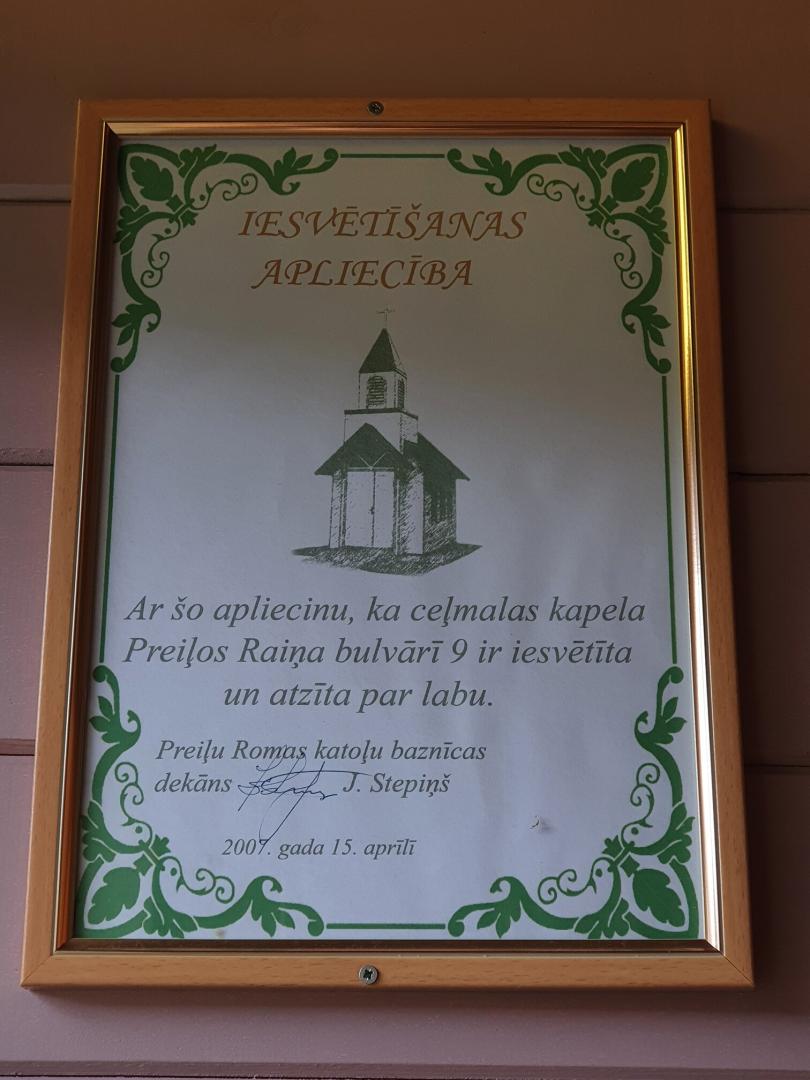 IESVĒTĪŠANAS
APLIECĪBA
Ar šo apliecinu, ka ceļmalas kapela
Preiļos Raiņa bulvārī 9 ir iesvētīta
un atzīta par labu.
Preiļu Romas katoļu baznīcas
dekāns J. Stepiņš
2007. gada 15. aprīlī